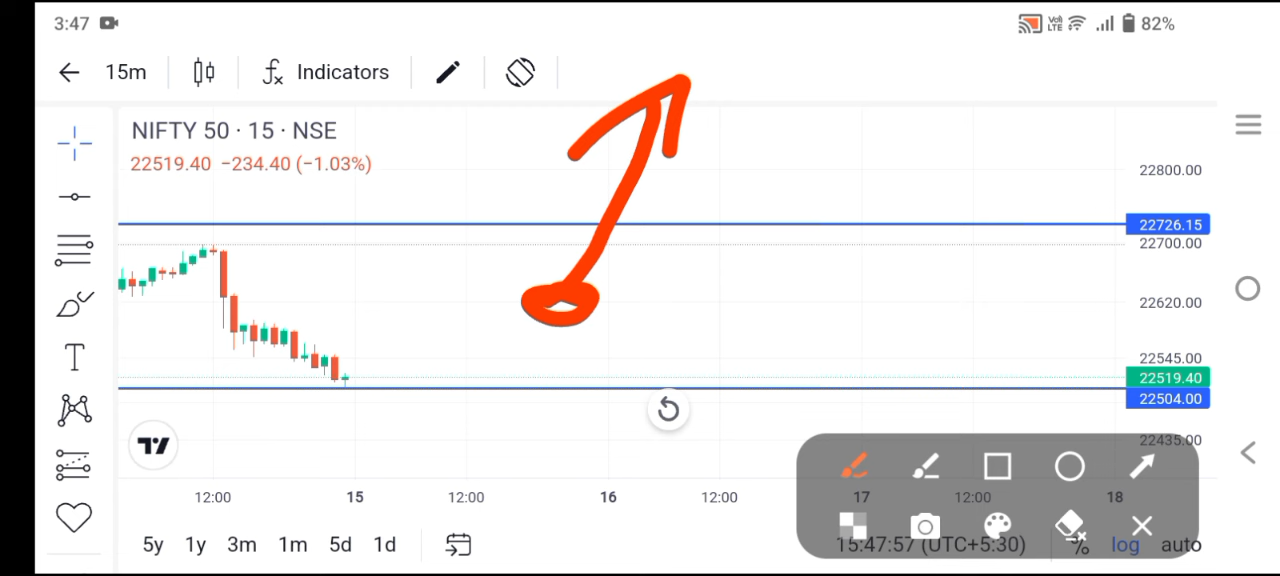 3:47 Vo) LTE 82%
15m Indicators
NIFTY 50 · 15 · NSE
22519.40 −234.40 (−1.03%)
22800.00
22726.15
22700.00
22620.00
22545.00
22519.40
22504.00
22435.00
12:00 15 12:00 16 12:00 17 12:00 18
5y 1y 3m 1m 5d 1d 15:47:57 (UTC+5:30) % log auto